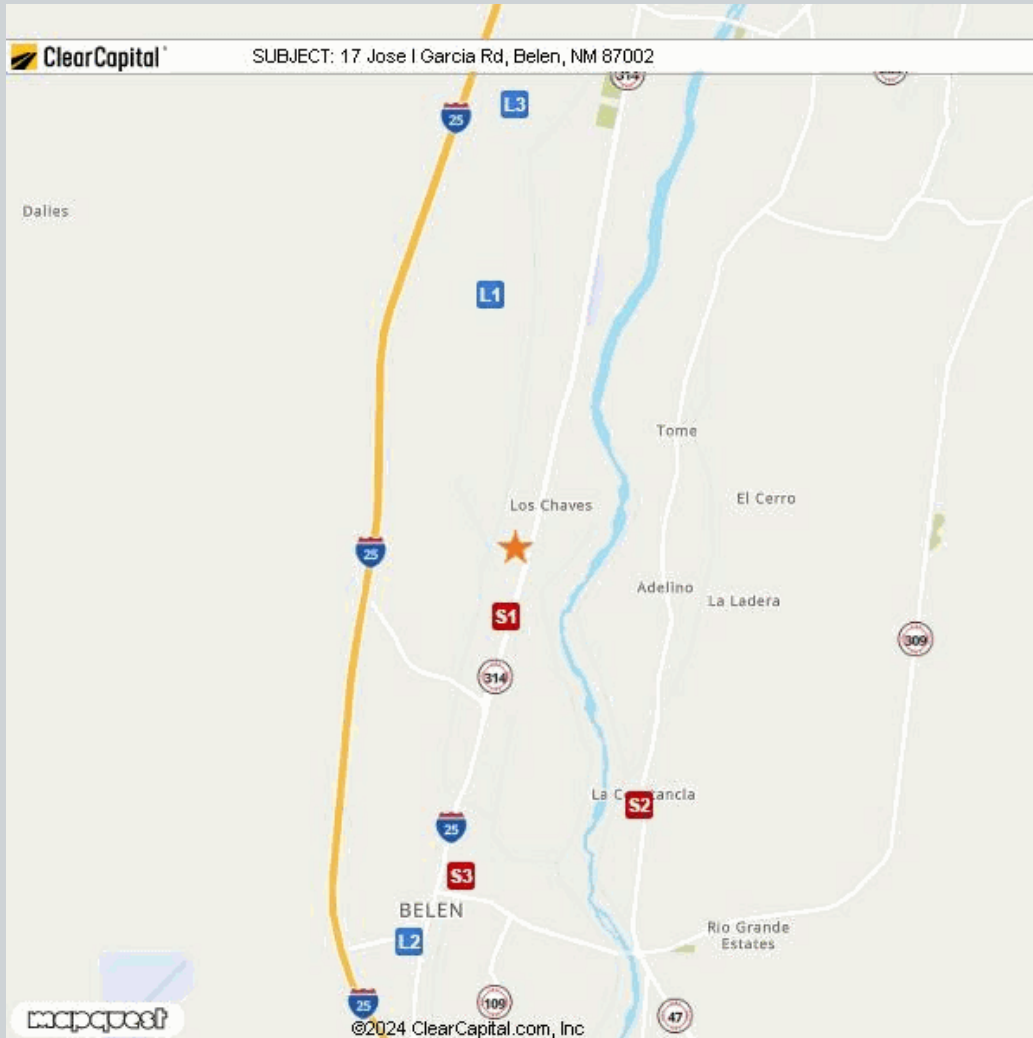 ClearCapital SUBJECT: 17 Jose I Garcia Rd, Belen, NM 87002
314
25
L3
Dalies
L1
Tome
El Cerro
Los Chaves
25
Adelino
La Ladera
S1
309
314
S2
25
S3
BELEN
Rio Grande
Estates
L2
25
109
47
mapquest
©2024 ClearCapital.com, Inc